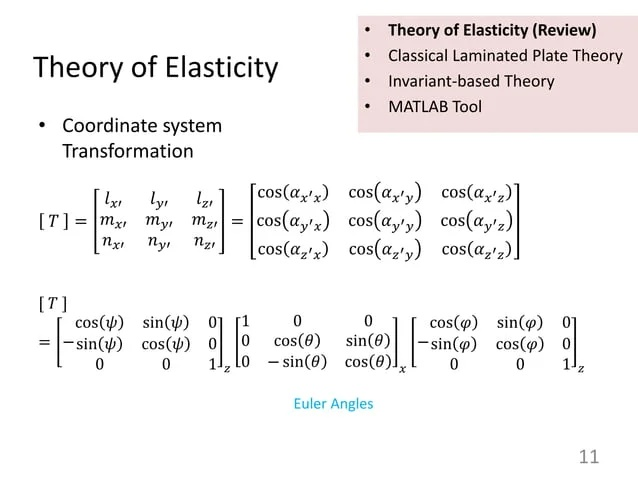 • Theory of Elasticity (Review)
• Classical Laminated Plate Theory
• Invariant-based Theory
• MATLAB Tool
Theory of Elasticity
• Coordinate system
Transformation
[ T ] = [ l_x′ l_y′ l_z′ ; m_x′ m_y′ m_z′ ; n_x′ n_y′ n_z′ ] = [ cos(α_x′x) cos(α_x′y) cos(α_x′z) ; cos(α_y′x) cos(α_y′y) cos(α_y′z) ; cos(α_z′x) cos(α_z′y) cos(α_z′z) ]
[ T ]
= [ cos(ψ) sin(ψ) 0 ; −sin(ψ) cos(ψ) 0 ; 0 0 1 ]_z [ 1 0 0 ; 0 cos(θ) sin(θ) ; 0 − sin(θ) cos(θ) ]_x [ cos(φ) sin(φ) 0 ; −sin(φ) cos(φ) 0 ; 0 0 1 ]_z
Euler Angles
11